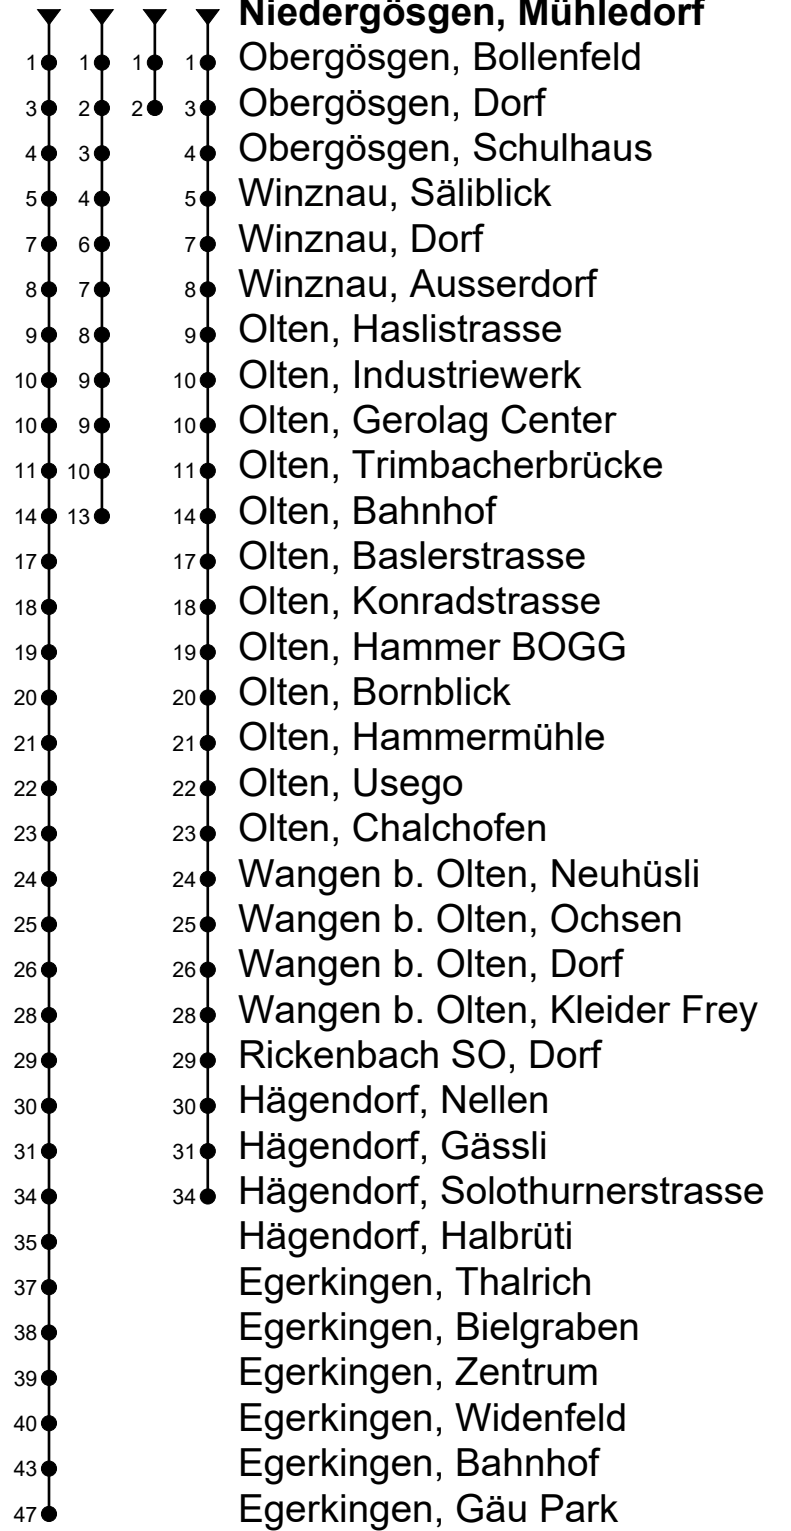 Niedergösgen, Mühledorf
1 1 1 1 Obergösgen, Bollenfeld
3 2 2 3 Obergösgen, Dorf
4 3 4 Obergösgen, Schulhaus
5 4 5 Winznau, Säliblick
7 6 7 Winznau, Dorf
8 7 8 Winznau, Ausserdorf
9 8 9 Olten, Haslistrasse
10 9 10 Olten, Industriewerk
10 9 10 Olten, Gerolag Center
11 10 11 Olten, Trimbacherbrücke
14 13 14 Olten, Bahnhof
17 17 Olten, Baslerstrasse
18 18 Olten, Konradstrasse
19 19 Olten, Hammer BOGG
20 20 Olten, Bornblick
21 21 Olten, Hammermühle
22 22 Olten, Usego
23 23 Olten, Chalchofen
24 24 Wangen b. Olten, Neuhüsli
25 25 Wangen b. Olten, Ochsen
26 26 Wangen b. Olten, Dorf
28 28 Wangen b. Olten, Kleider Frey
29 29 Rickenbach SO, Dorf
30 30 Hägendorf, Nellen
31 31 Hägendorf, Gässli
34 34 Hägendorf, Solothurnerstrasse
35 Hägendorf, Halbrüti
37 Egerkingen, Thalrich
38 Egerkingen, Bielgraben
39 Egerkingen, Zentrum
40 Egerkingen, Widenfeld
43 Egerkingen, Bahnhof
47 Egerkingen, Gäu Park